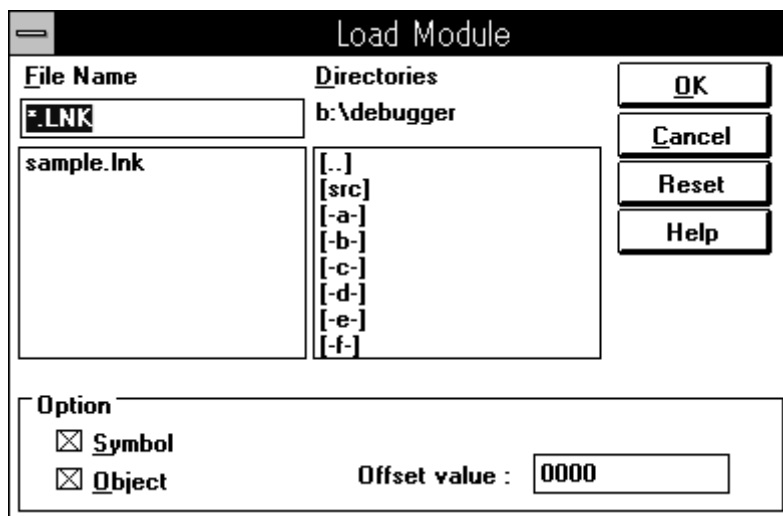 Load Module
File Name
*.LNK
sample.lnk
Directories
b:\debugger
[..]
[src]
[-a-]
[-b-]
[-c-]
[-d-]
[-e-]
[-f-]
OK
Cancel
Reset
Help
Option
Symbol
Object
Offset value : 0000